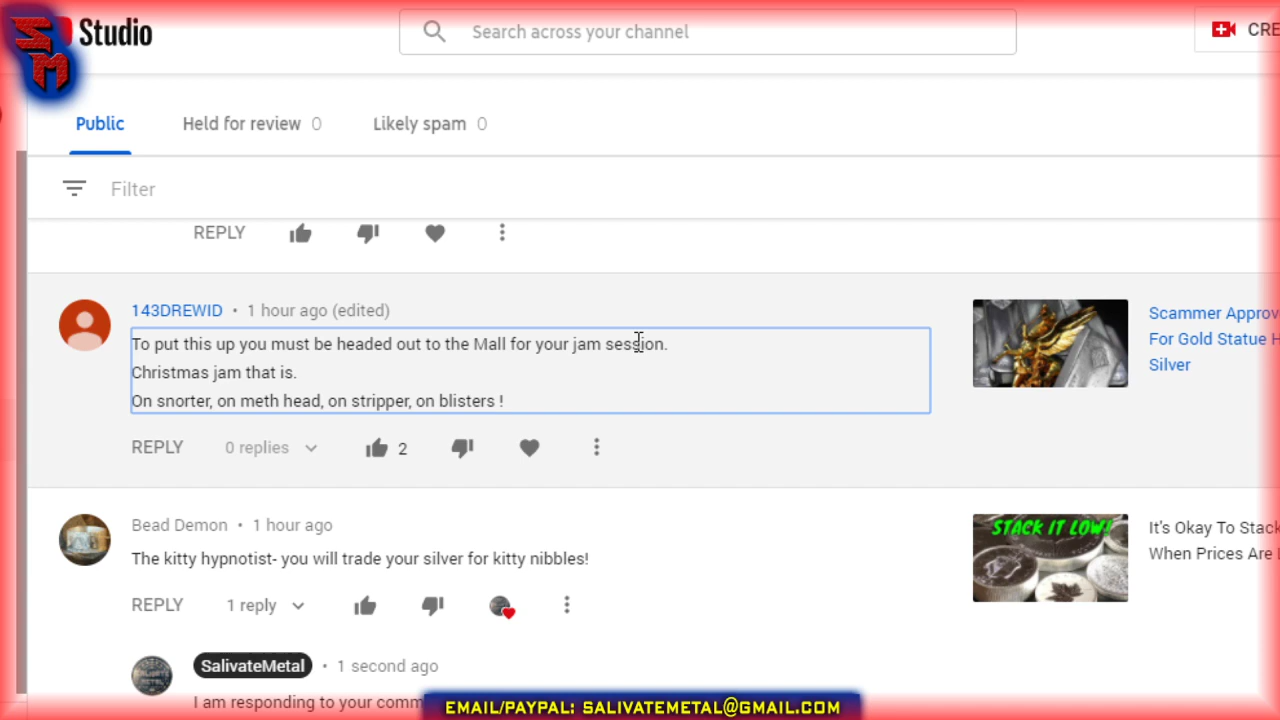 SM
Studio
Search across your channel
CRE
Public
Held for review 0
Likely spam 0
Filter
REPLY
143DREWID • 1 hour ago (edited)
To put this up you must be headed out to the Mall for your jam session.
Christmas jam that is.
On snorter, on meth head, on stripper, on blisters !
Scammer Approv
For Gold Statue H
Silver
REPLY 0 replies 2
Bead Demon • 1 hour ago
The kitty hypnotist- you will trade your silver for kitty nibbles!
STACK IT LOW!
It's Okay To Stack
When Prices Are L
REPLY 1 reply
SalivateMetal • 1 second ago
I am responding to your comm
EMAIL/PAYPAL: SALIVATEMETAL@GMAIL.COM